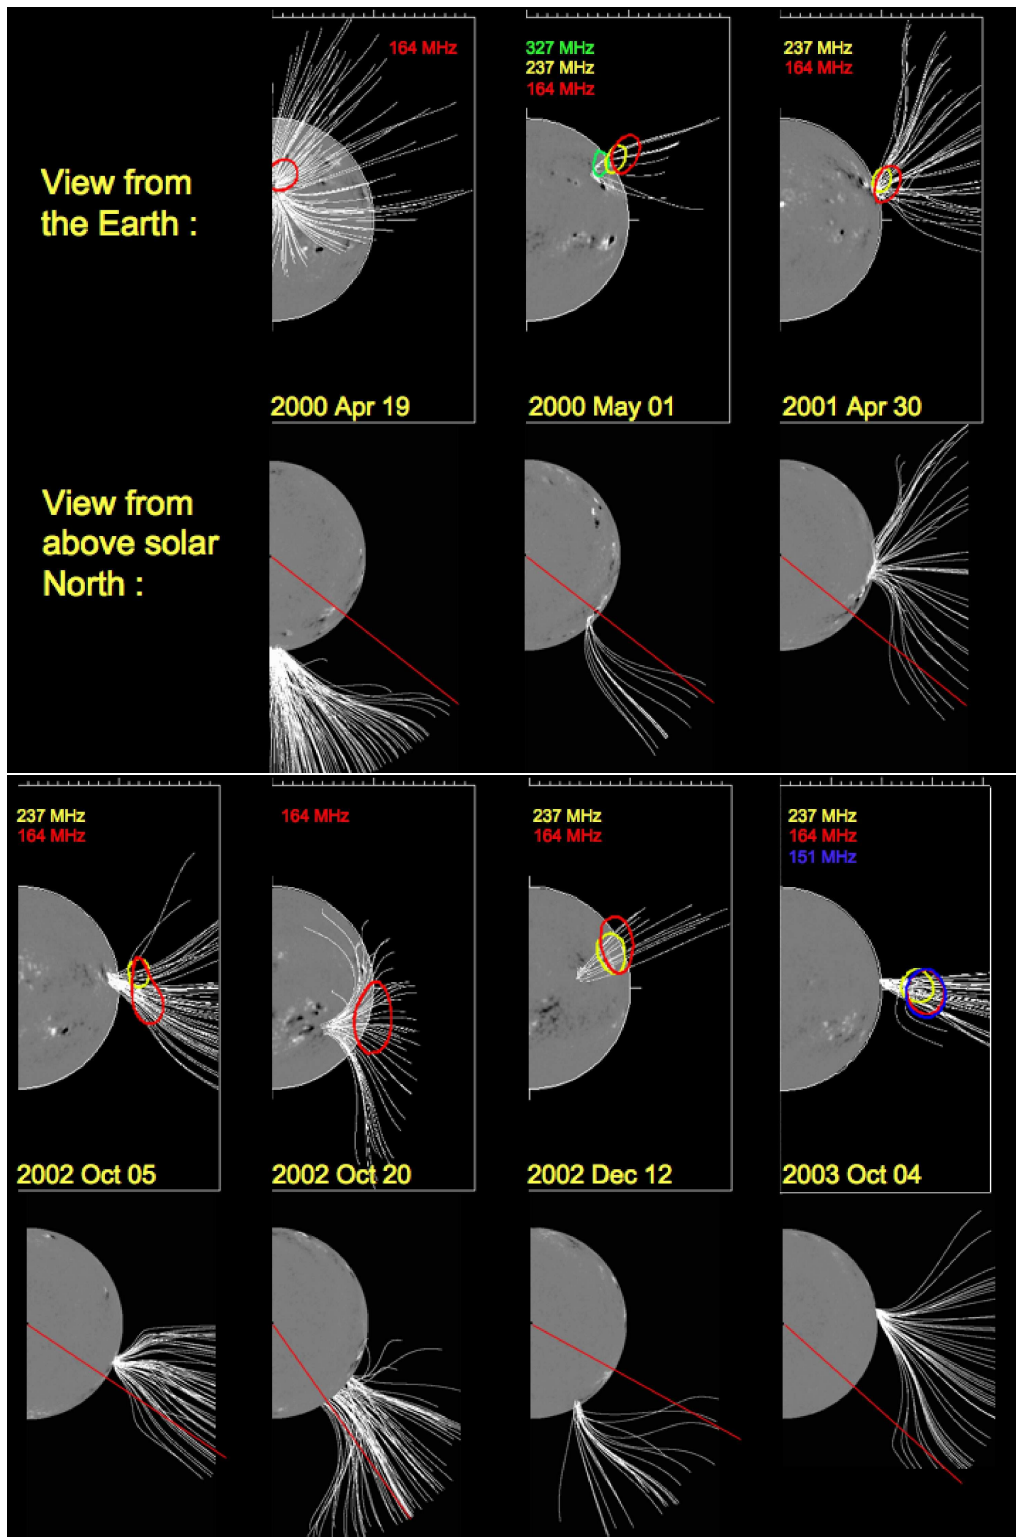 164 MHz
327 MHz
237 MHz
164 MHz
237 MHz
164 MHz
View from
the Earth :
2000 Apr 19
2000 May 01
2001 Apr 30
View from
above solar
North :
237 MHz
164 MHz
164 MHz
237 MHz
164 MHz
237 MHz
164 MHz
151 MHz
2002 Oct 05
2002 Oct 20
2002 Dec 12
2003 Oct 04